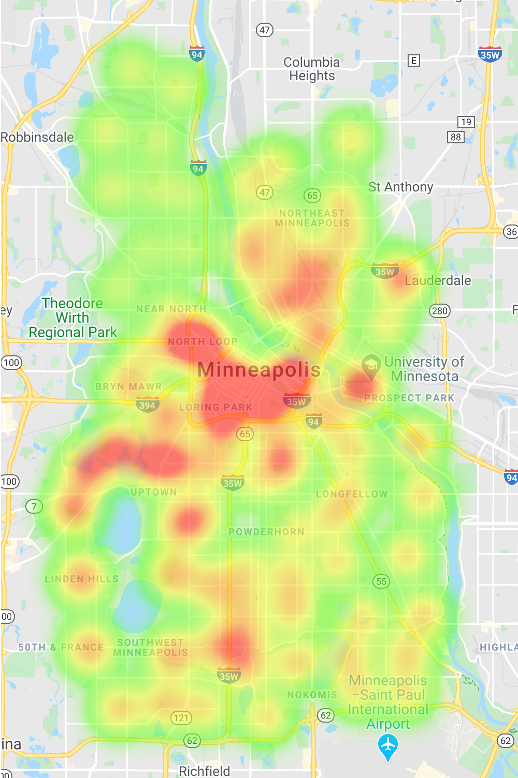 94
47
Columbia
Heights
E
35W
19
88
Robbinsdale
94
47
65
St Anthony
NORTHEAST
MINNEAPOLIS
36
35W
Lauderdale
ey
Theodore
Wirth
Regional Park
NEAR NORTH
280
NORTH LOOP
100
Minneapolis
University of
Minnesota
BRYN MAWR
394
LORING PARK
35W
PROSPECT PARK
94
65
94
100
35W
UPTOWN
LONGFELLOW
7
POWDERHORN
LINDEN HILLS
55
00
50TH & FRANCE
SOUTHWEST
MINNEAPOLIS
HIGHLA
35W
Minneapolis
-Saint Paul
International
Airport
NOKOMIS
121
62
62
62
ina
Richfield